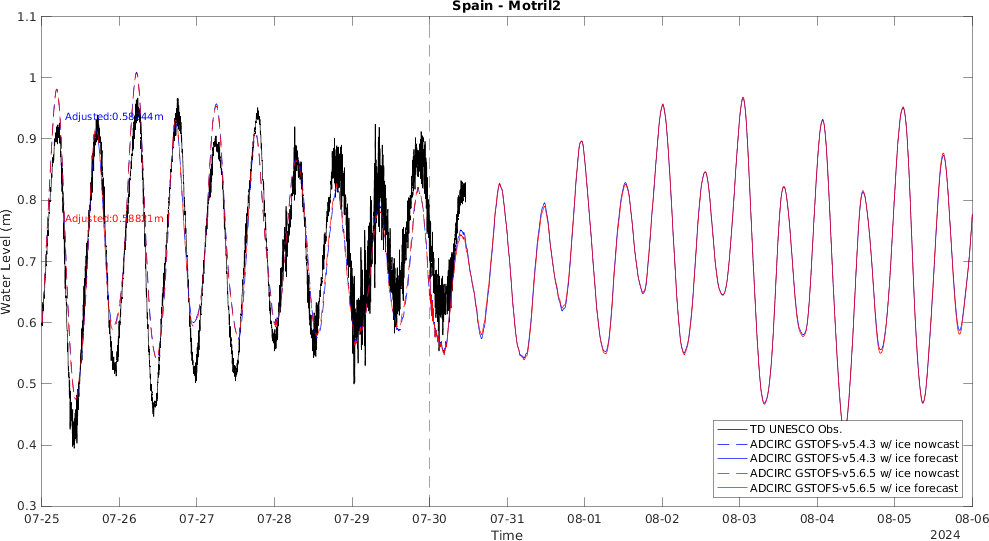 Spain - Motril2
1.1
1
0.9
0.8
0.7
0.6
0.5
0.4
0.3
Water Level (m)
Adjusted:0.58844m
Adjusted:0.58821m
TD UNESCO Obs.
ADCIRC GSTOFS-v5.4.3 w/ ice nowcast
ADCIRC GSTOFS-v5.4.3 w/ ice forecast
ADCIRC GSTOFS-v5.6.5 w/ ice nowcast
ADCIRC GSTOFS-v5.6.5 w/ ice forecast
07-25 07-26 07-27 07-28 07-29 07-30 07-31 08-01 08-02 08-03 08-04 08-05 08-06
Time
2024